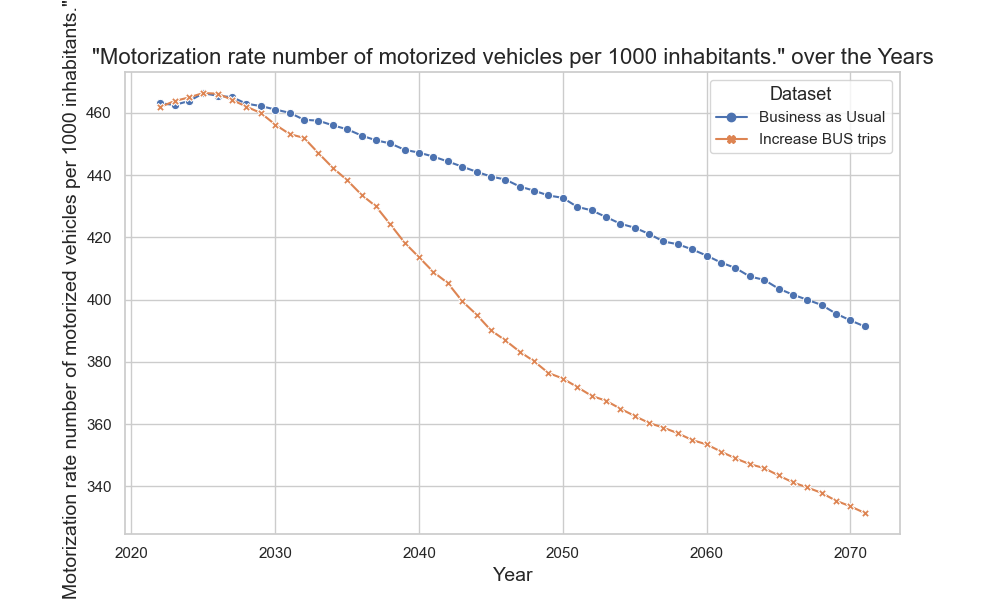 "Motorization rate number of motorized vehicles per 1000 inhabitants." over the Years
Motorization rate number of motorized vehicles per 1000 inhabitants."
460
440
420
400
380
360
340
Dataset
Business as Usual
Increase BUS trips
2020
2030
2040
2050
2060
2070
Year